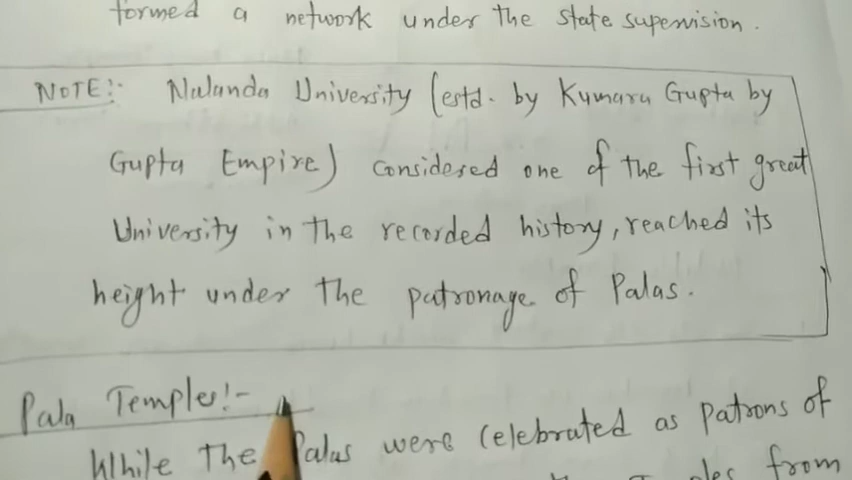 formed a network under the state supervision.
NOTE:- Nalanda University (estd. by Kumara Gupta by
Gupta Empire) considered one of the first great
University in the recorded history, reached its
height under the patronage of Palas.
Pala Temples:-
While the Palas were celebrated as patrons of
from